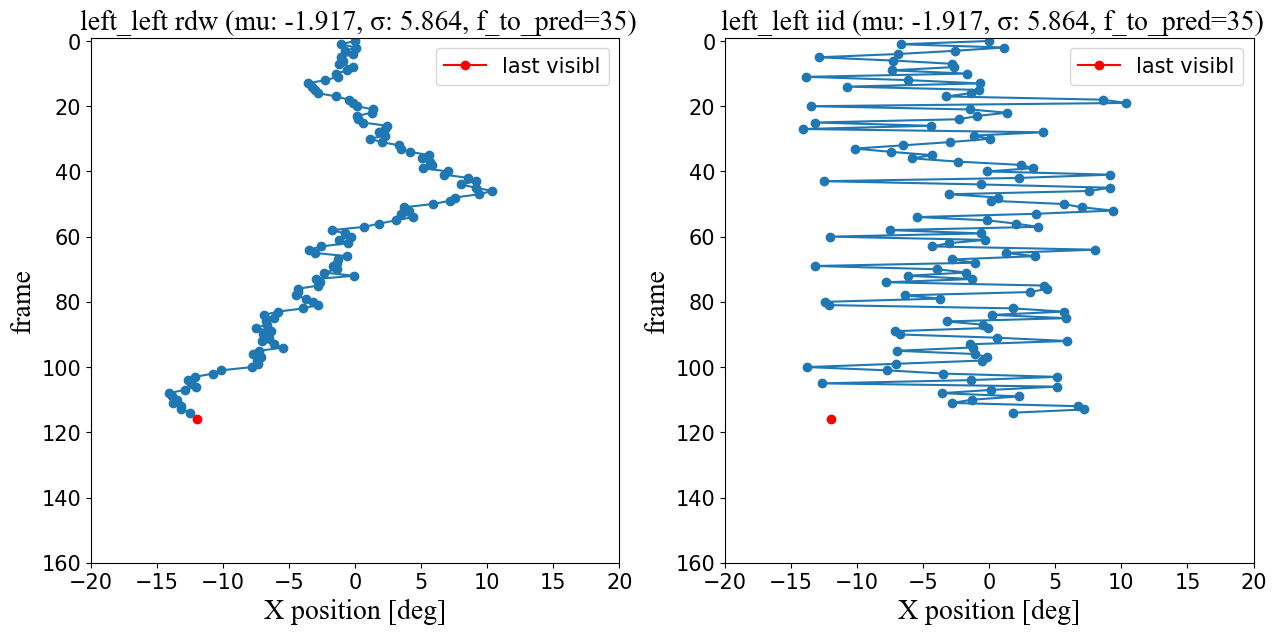 left_left rdw (mu: -1.917, σ: 5.864, f_to_pred=35)
last visibl
0
20
40
60
80
100
120
140
160
frame
−20 −15 −10 −5 0 5 10 15 20
X position [deg]
left_left iid (mu: -1.917, σ: 5.864, f_to_pred=35)
last visibl
0
20
40
60
80
100
120
140
160
frame
−20 −15 −10 −5 0 5 10 15 20
X position [deg]